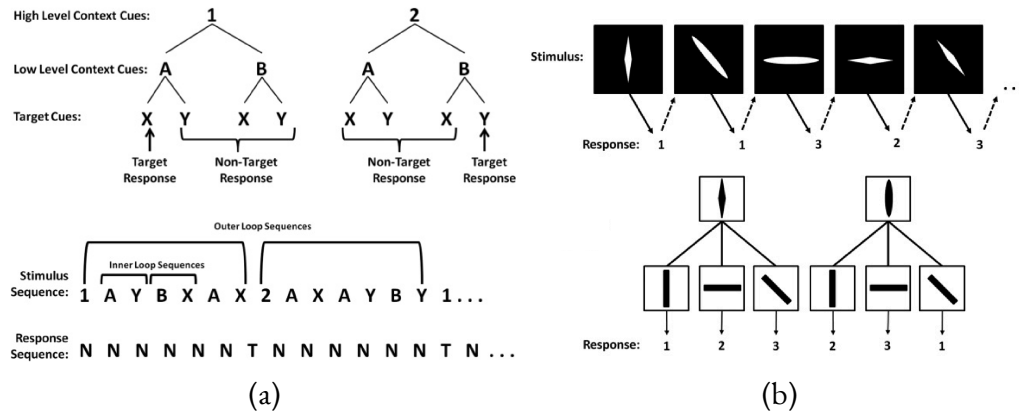 High Level Context Cues: 1 2
Low Level Context Cues: A B A B
Target Cues: X Y X Y X Y X Y
Target Response Non-Target Response Non-Target Response Target Response
Outer Loop Sequences
Inner Loop Sequences
Stimulus Sequence: 1 A Y B X A X 2 A X A Y B Y 1 . . .
Response Sequence: N N N N N N T N N N N N N T N . . .
(a)
Stimulus: . .
Response: 1 1 3 2 3
Response: 1 2 3 2 3 1
(b)